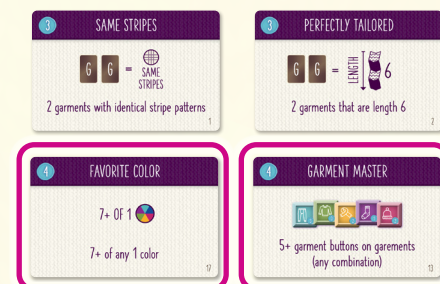 3 SAME STRIPES
G G = SAME STRIPES
2 garments with identical stripe patterns
1
3 PERFECTLY TAILORED
G G = LENGTH 6
2 garments that are length 6
2
4 FAVORITE COLOR
7+ OF 1
7+ of any 1 color
17
4 GARMENT MASTER
5+ garment buttons on garements
(any combination)
13